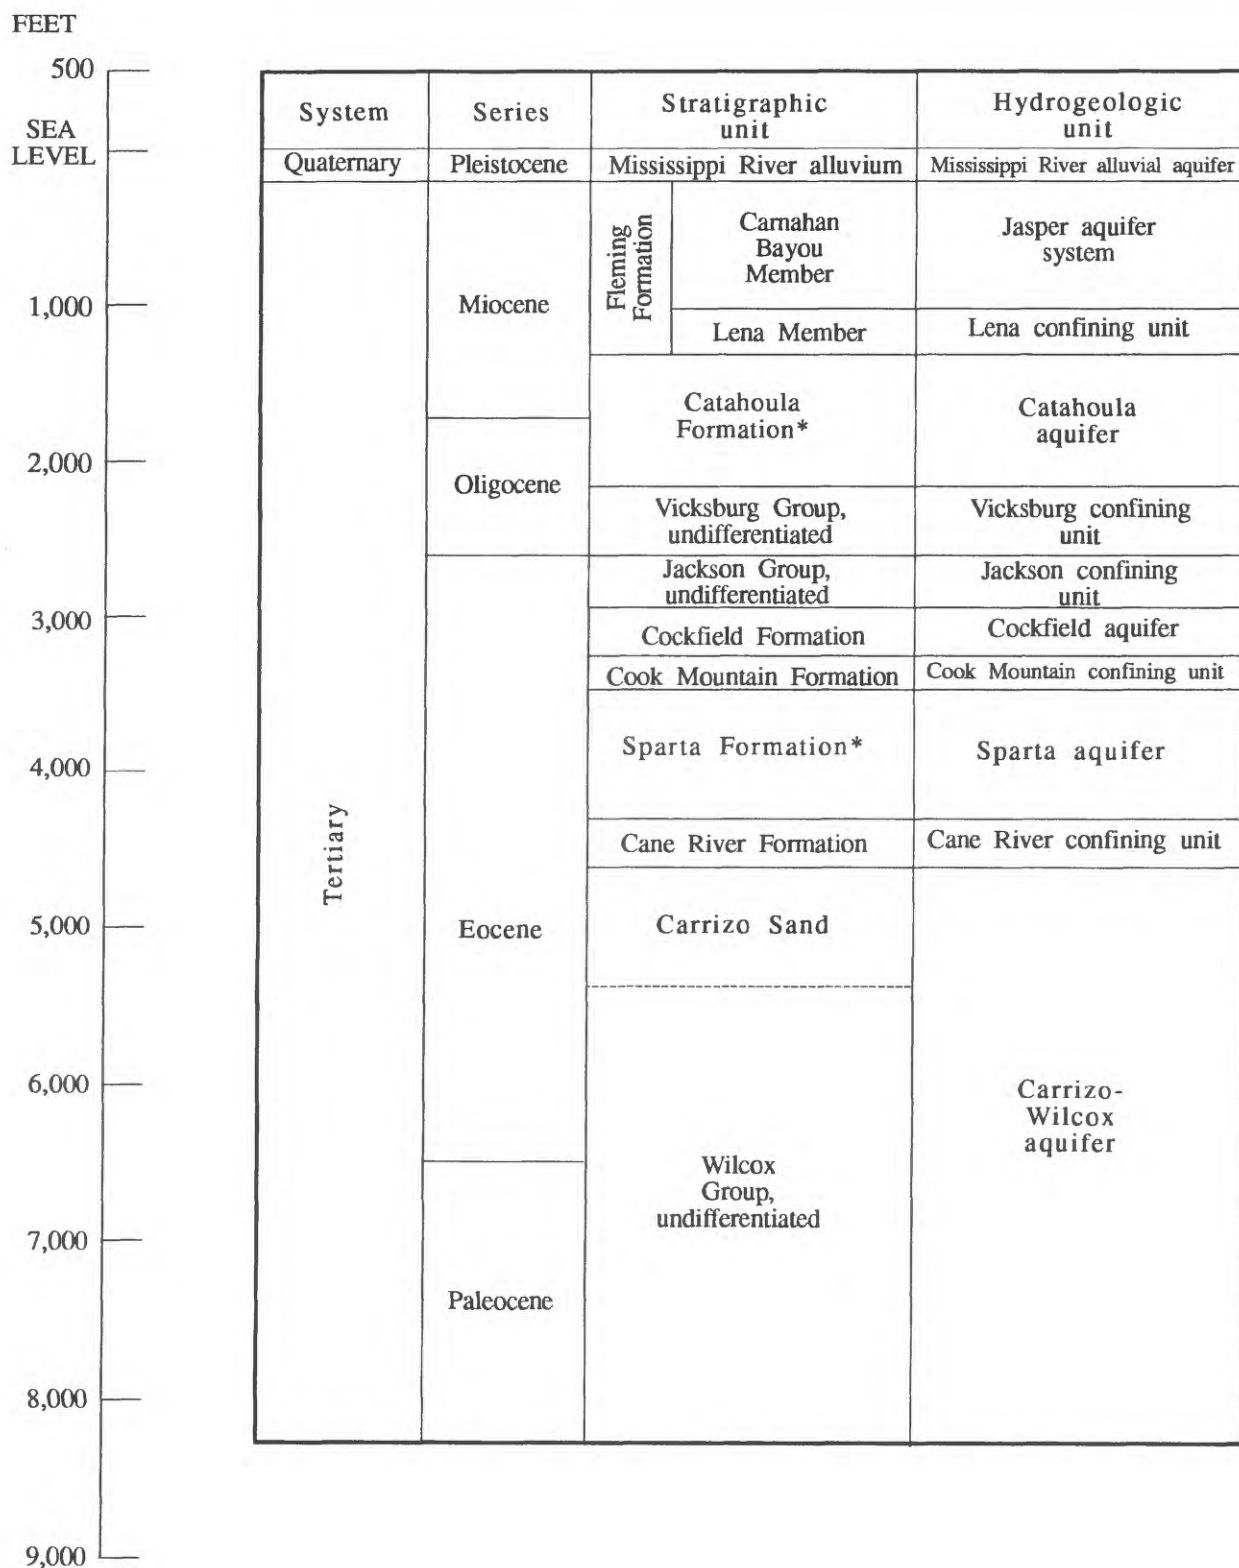 FEET
500
SEA
LEVEL
1,000
2,000
3,000
4,000
5,000
6,000
7,000
8,000
9,000
System
Series
Stratigraphic
unit
Hydrogeologic
unit
Quaternary
Pleistocene
Mississippi River alluvium
Mississippi River alluvial aquifer
Tertiary
Miocene
Fleming
Formation
Carnahan
Bayou
Member
Jasper aquifer
system
Lena Member
Lena confining unit
Catahoula
Formation*
Catahoula
aquifer
Oligocene
Vicksburg Group,
undifferentiated
Vicksburg confining
unit
Eocene
Jackson Group,
undifferentiated
Jackson confining
unit
Cockfield Formation
Cockfield aquifer
Cook Mountain Formation
Cook Mountain confining unit
Sparta Formation*
Sparta aquifer
Cane River Formation
Cane River confining unit
Carrizo Sand
Carrizo-
Wilcox
aquifer
Wilcox
Group,
undifferentiated
Paleocene